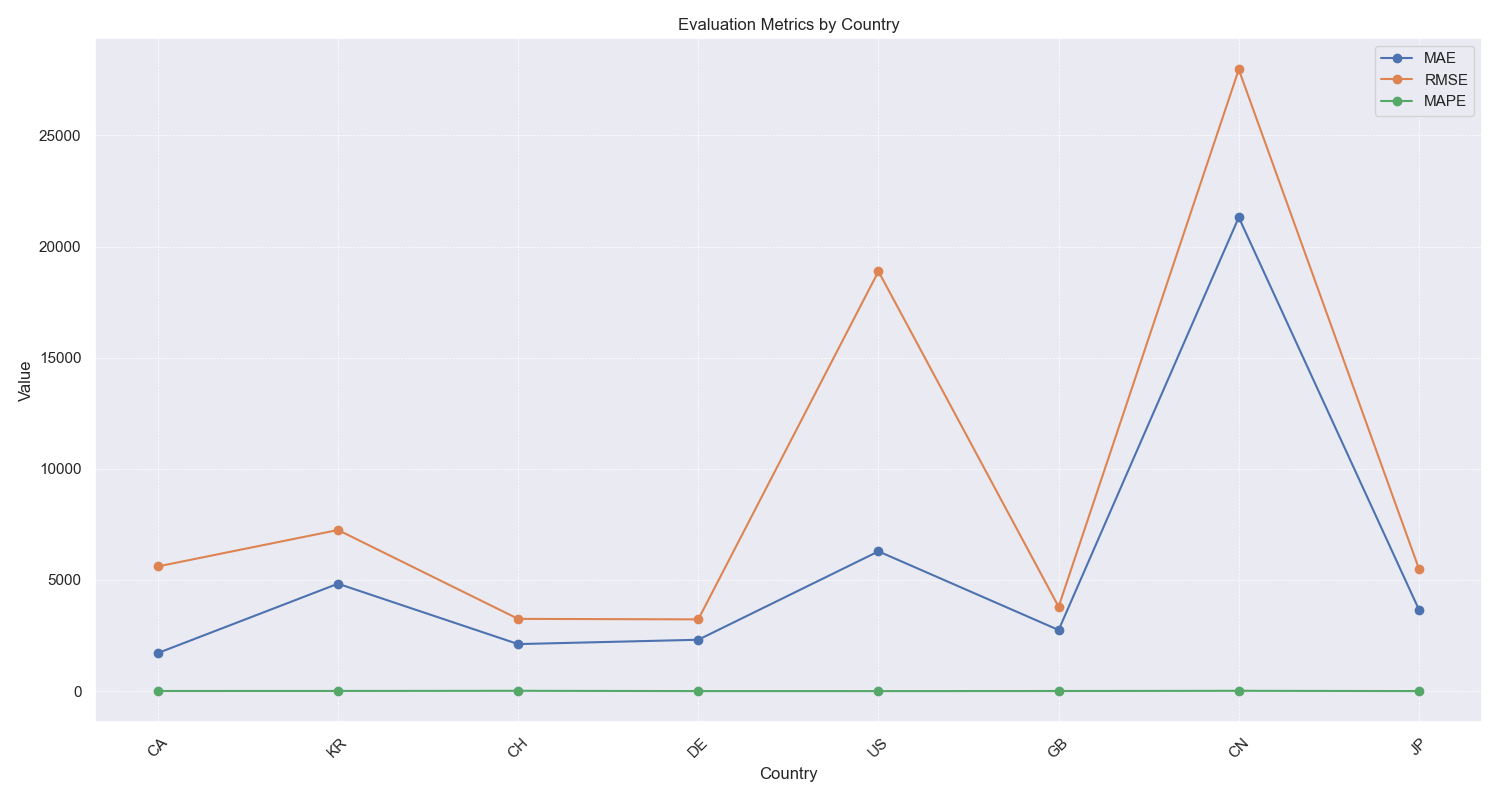 Evaluation Metrics by Country
MAE
RMSE
MAPE
25000
20000
15000
10000
5000
0
Value
CA
KR
CH
DE
US
GB
CN
JP
Country